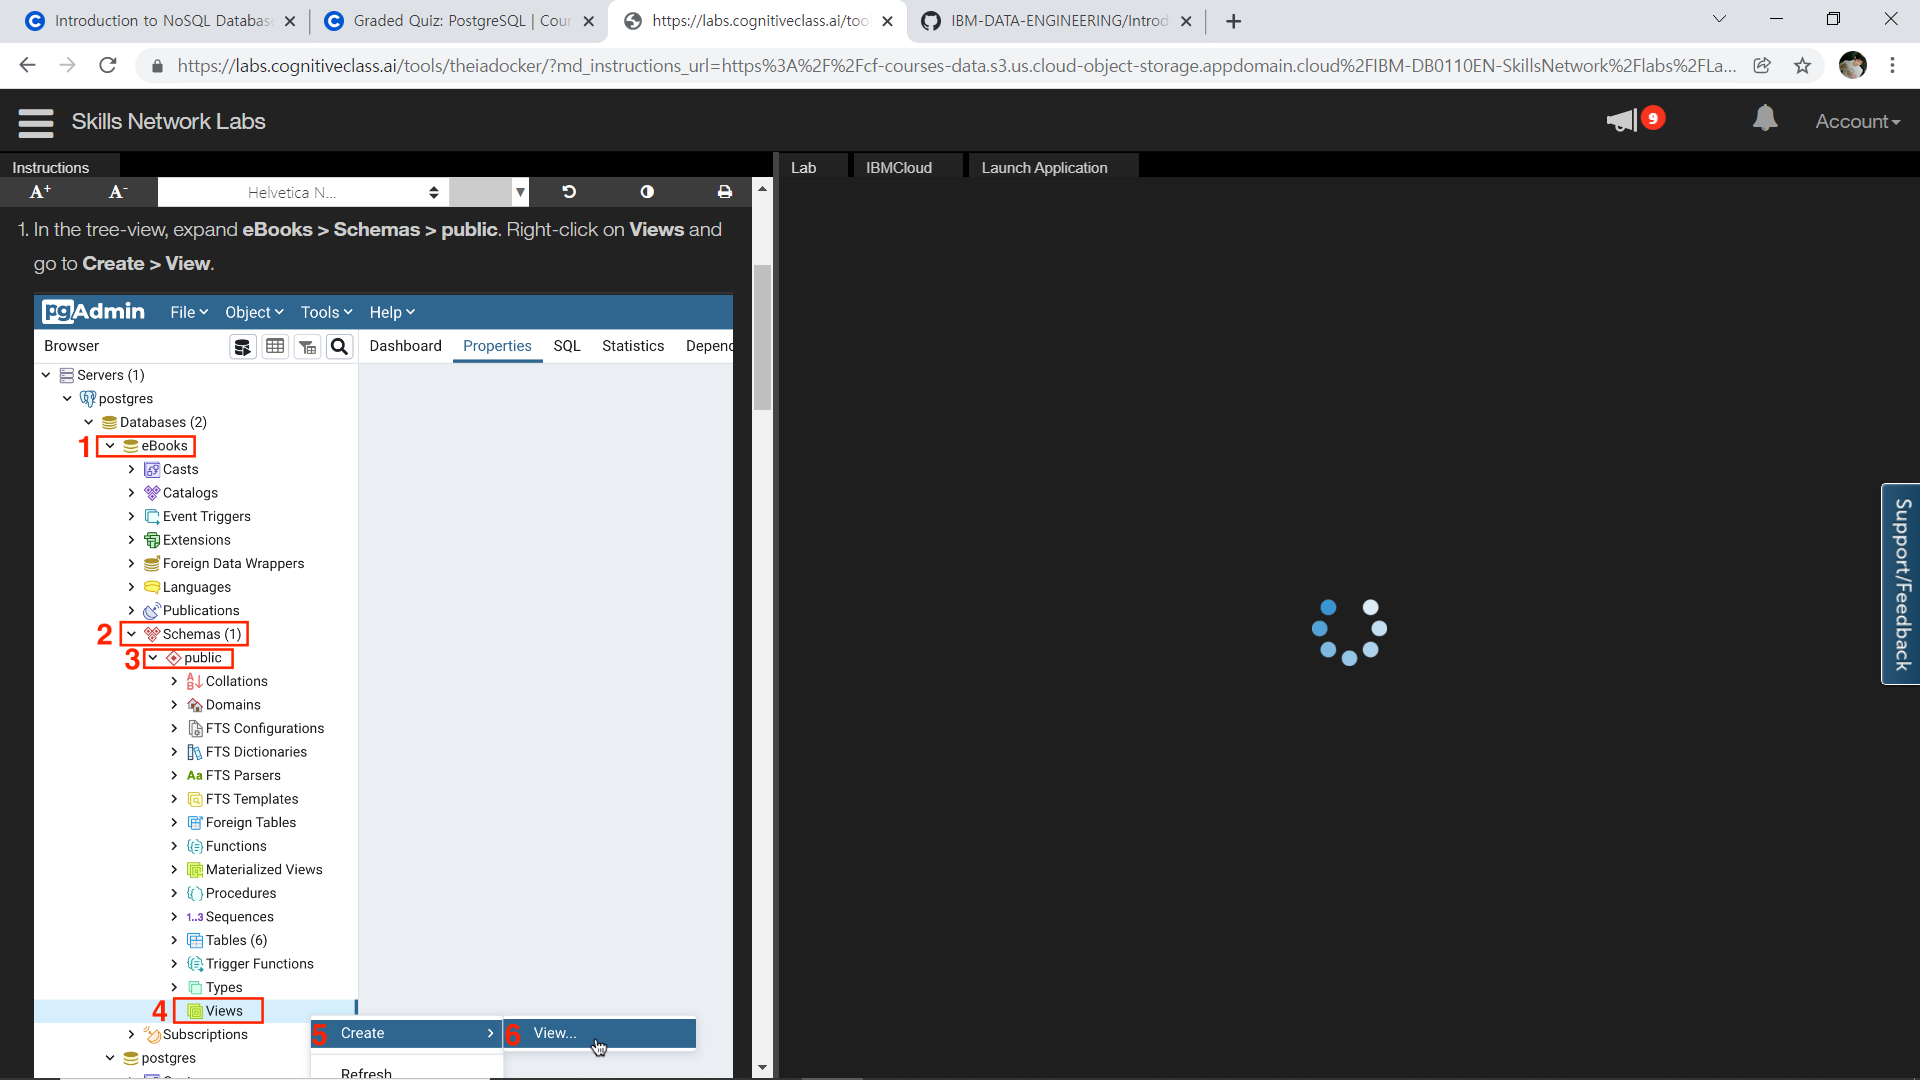 Introduction to NoSQL Databas
Graded Quiz: PostgreSQL | Cour
https://labs.cognitiveclass.ai/tool
IBM-DATA-ENGINEERING/Introd
https://labs.cognitiveclass.ai/tools/theiadocker/?md_instructions_url=https%3A%2F%2Fcf-courses-data.s3.us.cloud-object-storage.appdomain.cloud%2FIBM-DB0110EN-SkillsNetwork%2Flabs%2FLa...
Skills Network Labs
9
Account
Instructions
Lab
IBMCloud
Launch Application
A+
A-
Helvetica N...
1. In the tree-view, expand eBooks > Schemas > public. Right-click on Views and
go to Create > View.
pgAdmin
File
Object
Tools
Help
Browser
Dashboard
Properties
SQL
Statistics
Depend
Servers (1)
postgres
Databases (2)
1 eBooks
Casts
Catalogs
Event Triggers
Extensions
Foreign Data Wrappers
Languages
Publications
2 Schemas (1)
3 public
Collations
Domains
FTS Configurations
FTS Dictionaries
Aa FTS Parsers
FTS Templates
Foreign Tables
Functions
Materialized Views
Procedures
1..3 Sequences
Tables (6)
Trigger Functions
Types
4 Views
Subscriptions
5 Create
6 View...
postgres
Refresh
Support/Feedback